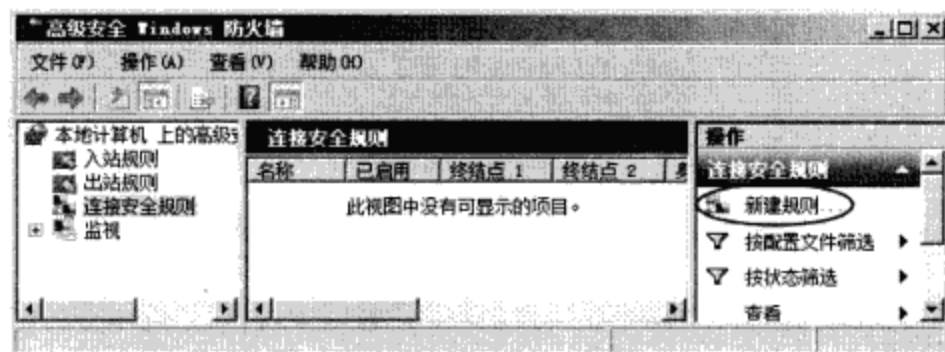 高级安全 Windows 防火墙
文件(F) 操作(A) 查看(V) 帮助(H)
本地计算机 上的高级安
入站规则
出站规则
连接安全规则
监视
连接安全规则
名称 已启用 终结点 1 终结点 2
此视图中没有可显示的项目。
操作
连接安全规则
新建规则...
按配置文件筛选
按状态筛选
查看